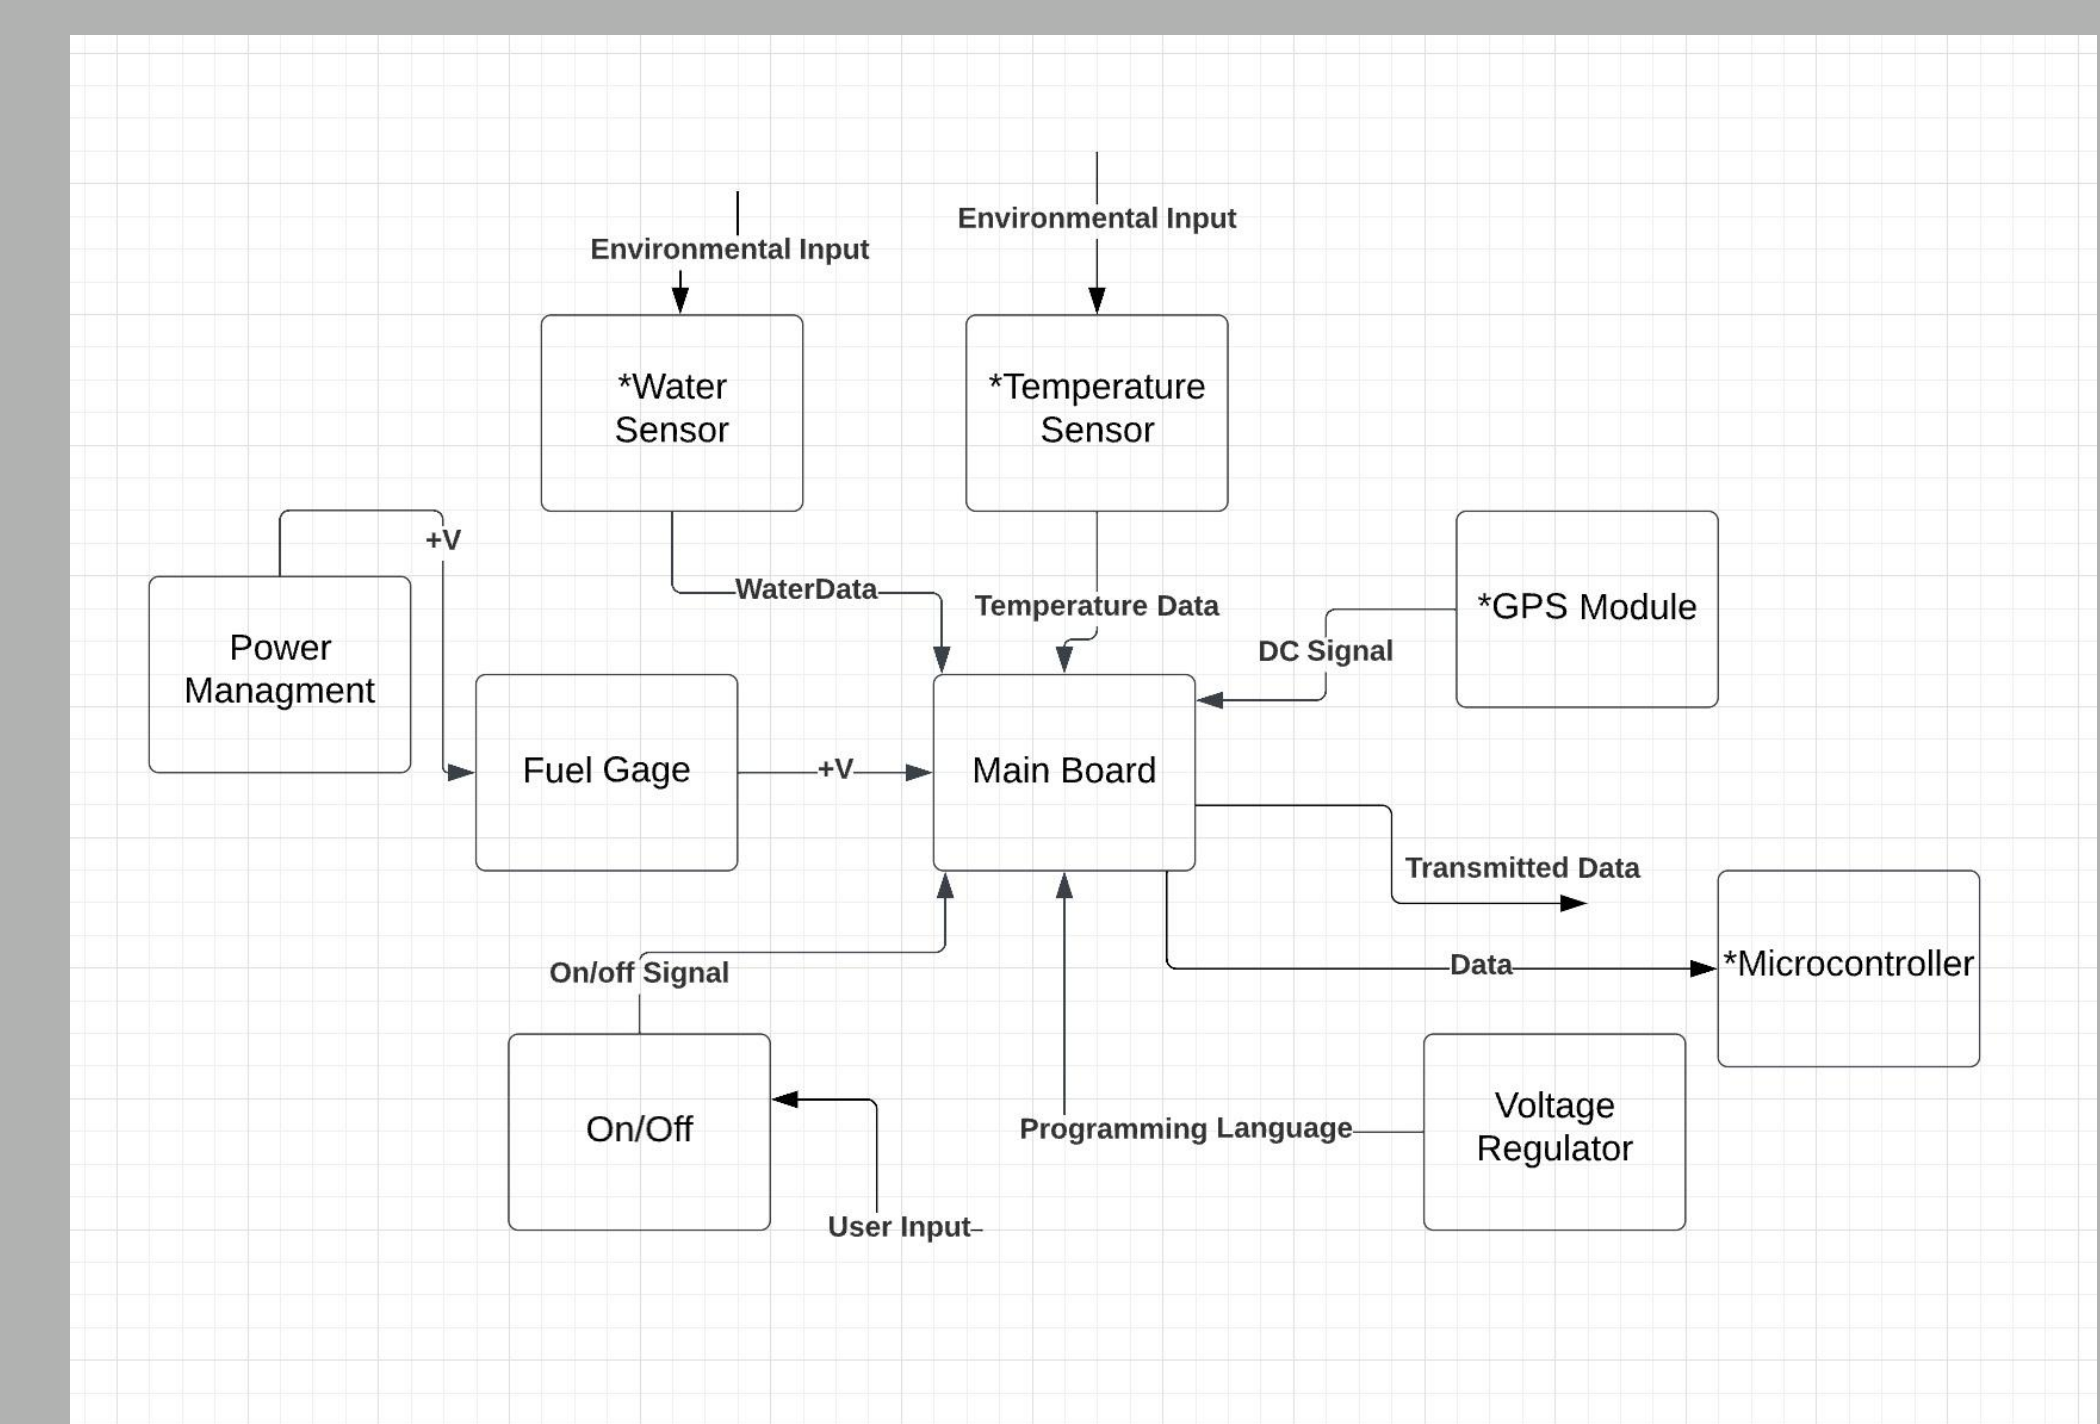 Environmental Input
Environmental Input
*Water
Sensor
*Temperature
Sensor
+V
WaterData
Temperature Data
*GPS Module
DC Signal
Power
Managment
Fuel Gage
+V
Main Board
Transmitted Data
Data
*Microcontroller
On/off Signal
On/Off
Programming Language
Voltage
Regulator
User Input